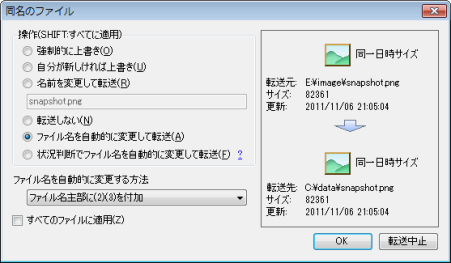 同名のファイル
操作(SHIFT:すべてに適用)
強制的に上書き(O)
自分が新しければ上書き(U)
名前を変更して転送(R)
snapshot.png
転送しない(N)
ファイル名を自動的に変更して転送(A)
状況判断でファイル名を自動的に変更して転送(F) ?
ファイル名を自動的に変更する方法
ファイル名主部に(2)(3)を付加
すべてのファイルに適用(Z)
同一日時サイズ
転送元: E:¥image¥snapshot.png
サイズ: 82361
更新: 2011/11/06 21:05:04
同一日時サイズ
転送先: C:¥data¥snapshot.png
サイズ: 82361
更新: 2011/11/06 21:05:04
OK
転送中止